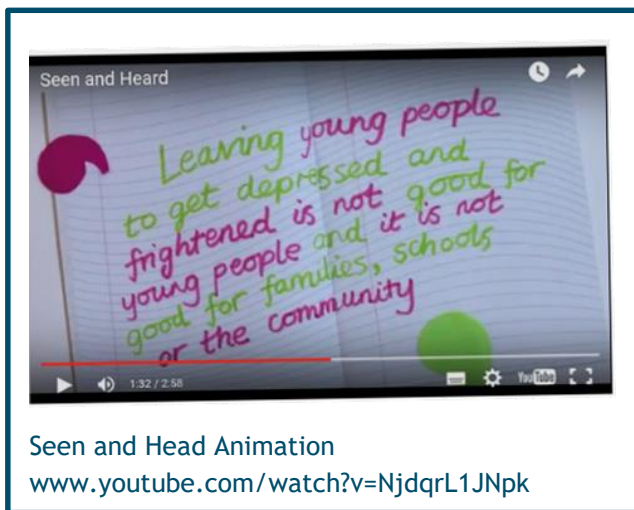 Seen and Heard
Leaving young people
to get depressed and
frightened is not good for
young people and it is not
good for families, schools
or the community
1:32 / 2:58
YouTube
Seen and Head Animation
www.youtube.com/watch?v=NjdqrL1JNpk